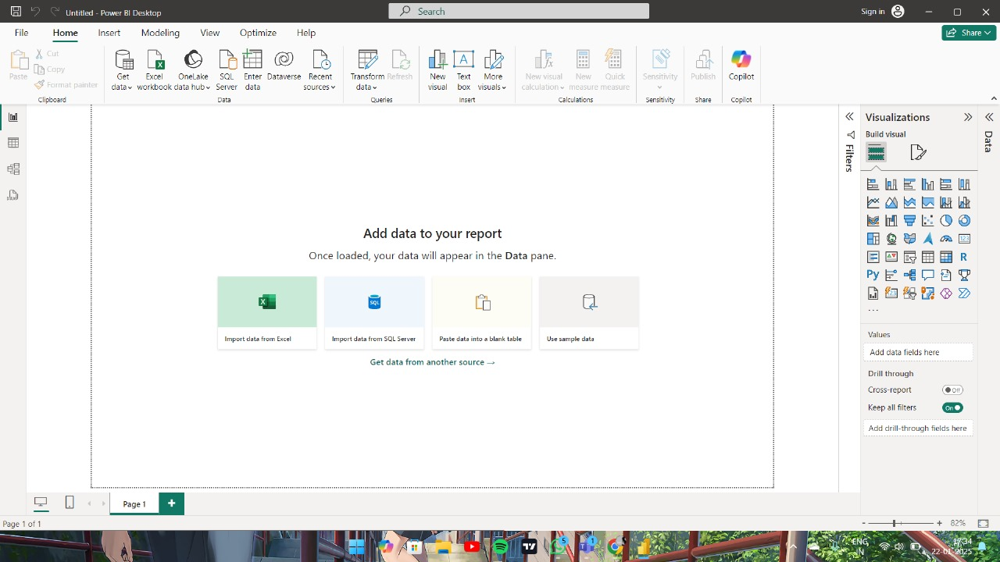 Untitled - Power BI Desktop
Search
Sign in
File Home Insert Modeling View Optimize Help
Share
Paste
Cut
Copy
Format painter
Clipboard
Get data
Excel workbook
OneLake data hub
SQL Server
Enter data
Dataverse
Recent sources
Data
Transform data
Refresh
Queries
New visual
Text box
More visuals
Insert
New visual calculation
New measure
Quick measure
Calculations
Sensitivity
Sensitivity
Publish
Share
Copilot
Copilot
Filters
Visualizations
Data
Build visual
Add data to your report
Once loaded, your data will appear in the Data pane.
Import data from Excel
SQL
Import data from SQL Server
Paste data into a blank table
Use sample data
Get data from another source →
123
R
Py
Values
Add data fields here
Drill through
Cross-report
Off
Keep all filters
On
Add drill-through fields here
Page 1
Page 1 of 1
82%
5
1
ENG
22-01-2025